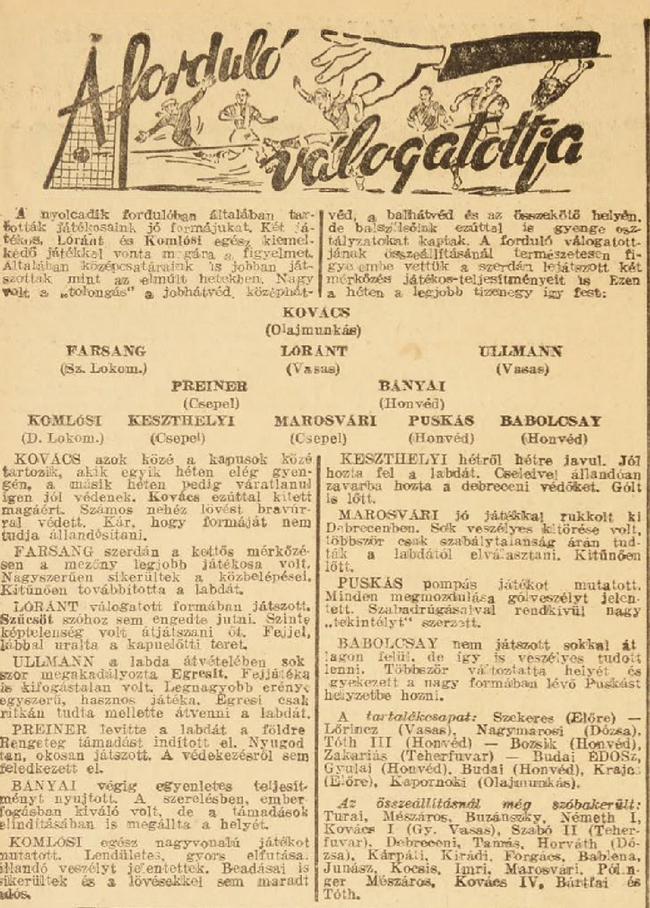 A forduló
válogatottja
A nyolcadik fordulóban általában tar-
tották játékosaink jó formájukat. Két já-
tékos, Lóránt és Komlósi egész kiemel-
kedő játékkal vonta magára a figyelmet.
Általában középcsatáraink is jobban ját-
szottak mint az elmúlt hetekben. Nagy
volt a „tolongás" a jobhátvéd, középhát-
véd, a balhátvéd és az összekötő helyén,
de balszélsőink ezúttal is gyenge osz-
tályzatokat kaptak. A forduló válogatott-
jának összeállításánál természetesen fi-
gyelembe vettük a szerdán lejátszott két
mérkőzés játékos-teljesítményeit is Ezen
a héten a legjobb tizenegy így fest:
KOVÁCS
(Olajmunkás)
FARSANG LÓRÁNT ULLMANN
(Sz. Lokom.) (Vasas) (Vasas)
PREINER BÁNYAI
(Csepel) (Honvéd)
KOMLÓSI KESZTHELYI MAROSVÁRI PUSKÁS BABOLCSAY
(D. Lokom.) (Csepel) (Csepel) (Honvéd) (Honvéd)
KOVÁCS azok közé a kapusok közé
tartozik, akik egyik héten elég gyen-
gén, a másik héten pedig váratlanul
igen jól védenek. Kovács ezúttal kitett
magáért. Számos nehéz lövést bravúr-
ral védett. Kár, hogy formáját nem
tudja állandósítani.
FARSANG szerdán a kettős mérkőzé-
sen a mezőny legjobb játékosa volt.
Nagyszerűen sikerültek a közbelépései.
Kitűnően továbbította a labdát.
LÓRÁNT válogatott formában játszott.
Szűcsöt szóhoz sem engedte jutni. Szinte
képtelenség volt átjátszani őt. Fejjel,
lábbal uralta a kapuelőtti teret.
ULLMANN a labda átvételében sok
szor megakadályozta Egresit. Fejjátéka
is kifogástalan volt. Legnagyobb erénye
egyszerű, hasznos játéka. Egresi csak
ritkán tudta mellette átvenni a labdát.
PREINER levitte a labdát a földre
Rengeteg támadást indított el. Nyugod
tan, okosan játszott. A védekezésről sem
feledkezett el.
BÁNYAI végig egyenletes teljesít-
ményt nyujtott. A szerelésben, ember
fogásban kiváló volt, de a támadások
elindításában is megállta a helyét.
KOMLÓSI egész nagyvonalú játékot
mutatott. Lendületes, gyors elfutásai
állandó veszélyt jelentettek. Beadásai is
sikerültek és a lövésekkel sem maradt
adós.
KESZTHELYI hétről hétre javul. Jól
hozta fel a labdát. Cseleivel állandóan
zavarba hozta a debreceni védőket. Gólt
is lőtt.
MAROSVÁRI jó játékkal rukkolt ki
Debrecenben. Sok veszélyes kitörése volt,
többször csak szabálytalanság árán tud-
ták a labdától elválasztani. Kitűnően
lőtt.
PUSKÁS pompás játékot mutatott.
Minden megmozdulása gólveszélyt jelen-
tett. Szabadrúgásaival rendkívül nagy
„tekintélyt" szerzett.
BABOLCSAY nem játszott sokkal át
lagon felül, de így is veszélyes tudott
lenni. Többször változtatta helyét és
gyekezett a nagy formában lévő Puskást
helyzetbe hozni.
A tartalékcsapat: Szekeres (Előre) —
Lőrincz (Vasas), Nagymarosi (Dózsa),
Tóth III (Honvéd) — Bozsik (Honvéd),
Zakariás (Teherfuvar) — Budai ÉDOSz,
Gyulai (Honvéd), Budai (Honvéd), Krajc
(Előre), Kapornoki (Olajmunkás).
Az összeállításnál még szóbakerült:
Turai, Mészáros, Buzánszky, Németh I,
Kovács I (Gy. Vasas), Szabó II (Teher-
fuvar), Debreceni, Tamás, Horváth (Dó-
zsa), Kárpáti, Kirádi, Forgács, Bablena,
Juhász, Kocsis, Imri, Marosvári, Pólin-
ger Mészáros, Kovács IV, Bártfai és
Tóth.